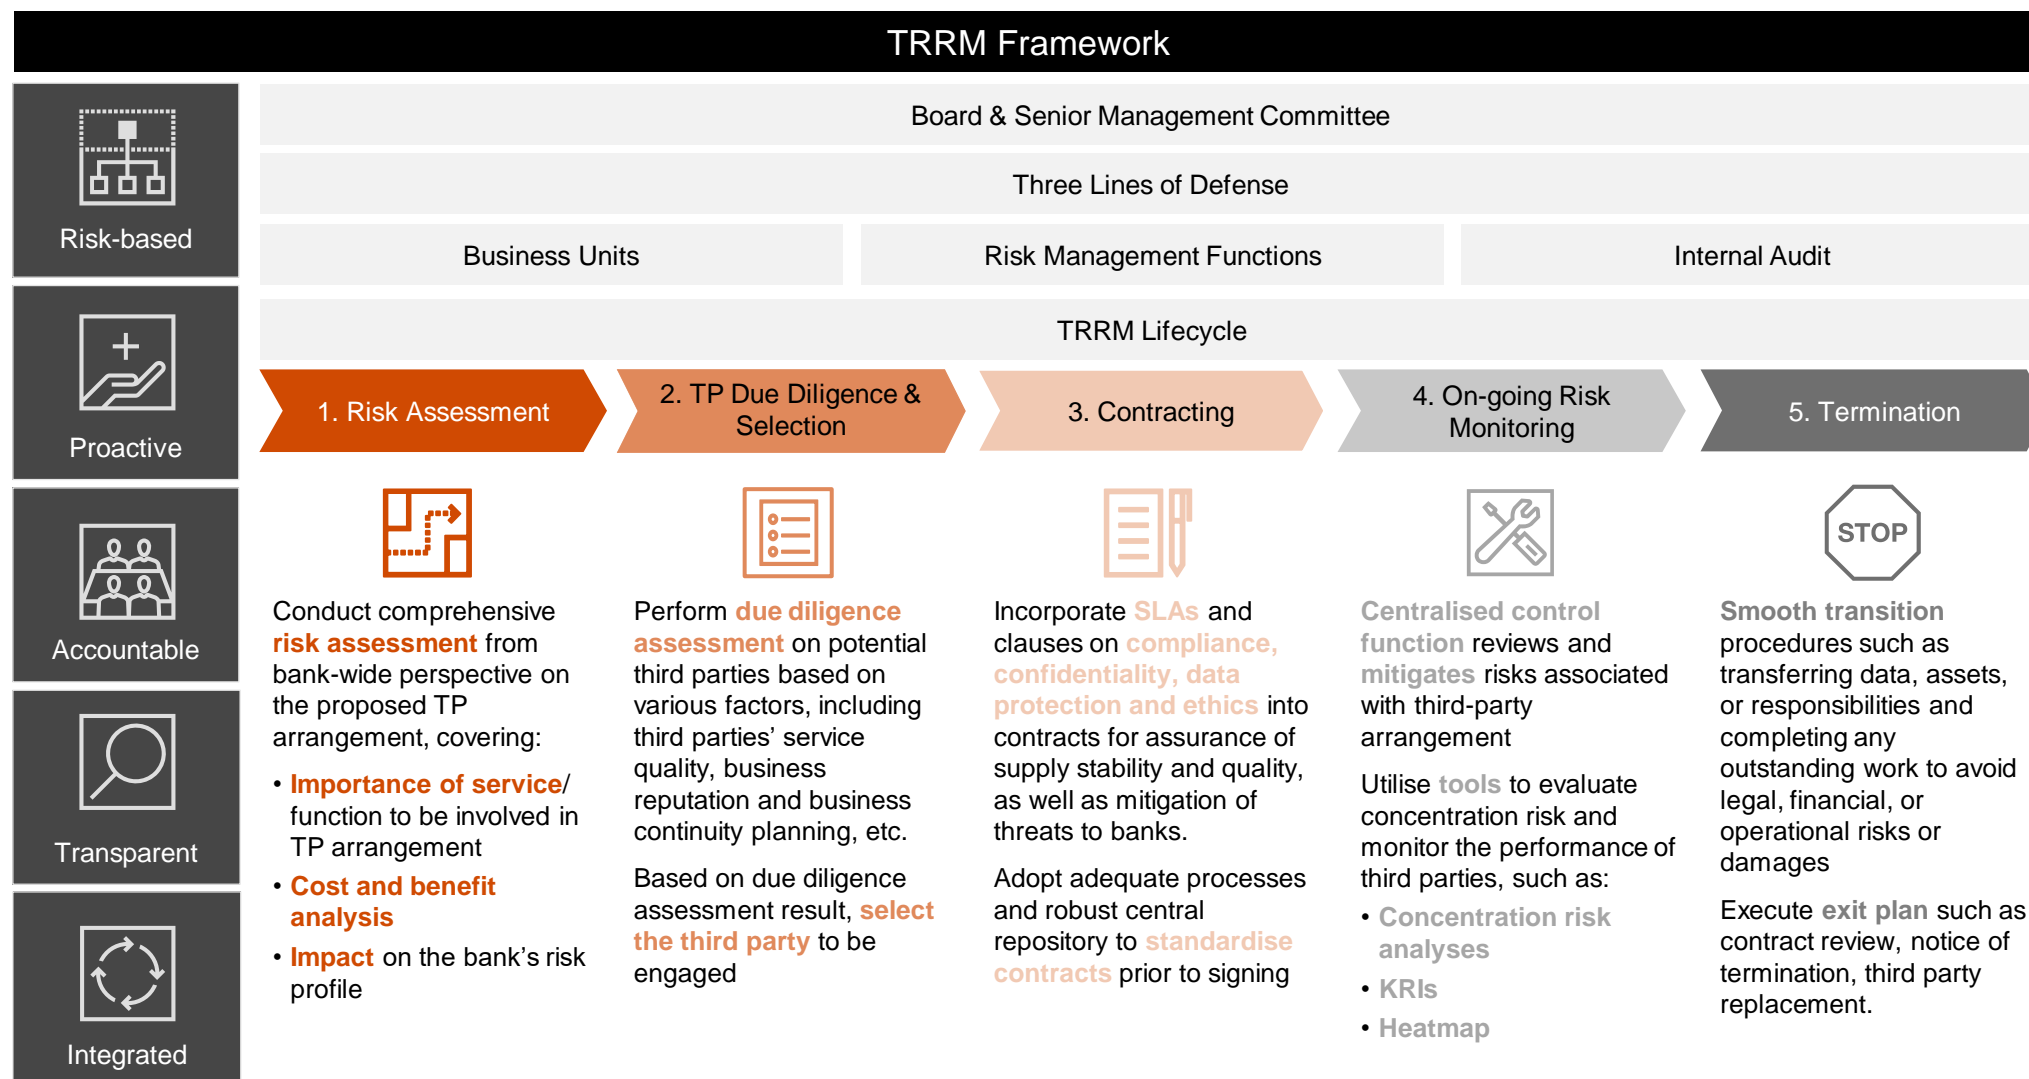 TRRM Framework
Risk-based
Proactive
Accountable
Transparent
Integrated
Board & Senior Management Committee
Three Lines of Defense
Business Units
Risk Management Functions
Internal Audit
TRRM Lifecycle
1. Risk Assessment
Conduct comprehensive
risk assessment from
bank-wide perspective on
the proposed TP
arrangement, covering:
• Importance of service/
function to be involved in
TP arrangement
• Cost and benefit
analysis
• Impact on the bank's risk
profile
2. TP Due Diligence &
Selection
Perform due diligence
assessment on potential
third parties based on
various factors, including
third parties' service
quality, business
reputation and business
continuity planning, etc.
Based on due diligence
assessment result, select
the third party to be
engaged
3. Contracting
Incorporate SLAs and
clauses on compliance,
confidentiality, data
protection and ethics into
contracts for assurance of
supply stability and quality,
as well as mitigation of
threats to banks.
Adopt adequate processes
and robust central
repository to standardise
contracts prior to signing
4. On-going Risk
Monitoring
Centralised control
function reviews and
mitigates risks associated
with third-party
arrangement
Utilise tools to evaluate
concentration risk and
monitor the performance of
third parties, such as:
• Concentration risk
analyses
• KRIs
• Heatmap
5. Termination
STOP
Smooth transition
procedures such as
transferring data, assets,
or responsibilities and
completing any
outstanding work to avoid
legal, financial, or
operational risks or
damages
Execute exit plan such as
contract review, notice of
termination, third party
replacement.